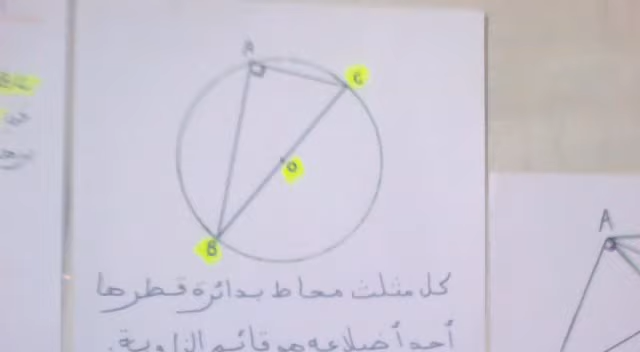 A
C
O
B
كل مثلث محاط بدائرة قطرها
أحد أضلاعه هو قائم الزاوية.
A